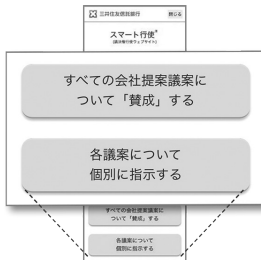 三井住友信託銀行
閉じる
スマート行使®
(議決権行使ウェブサイト)
すべての会社提案議案に
ついて「賛成」する
各議案について
個別に指示する
すべての会社提案議案に
ついて「賛成」する
各議案について
個別に指示する